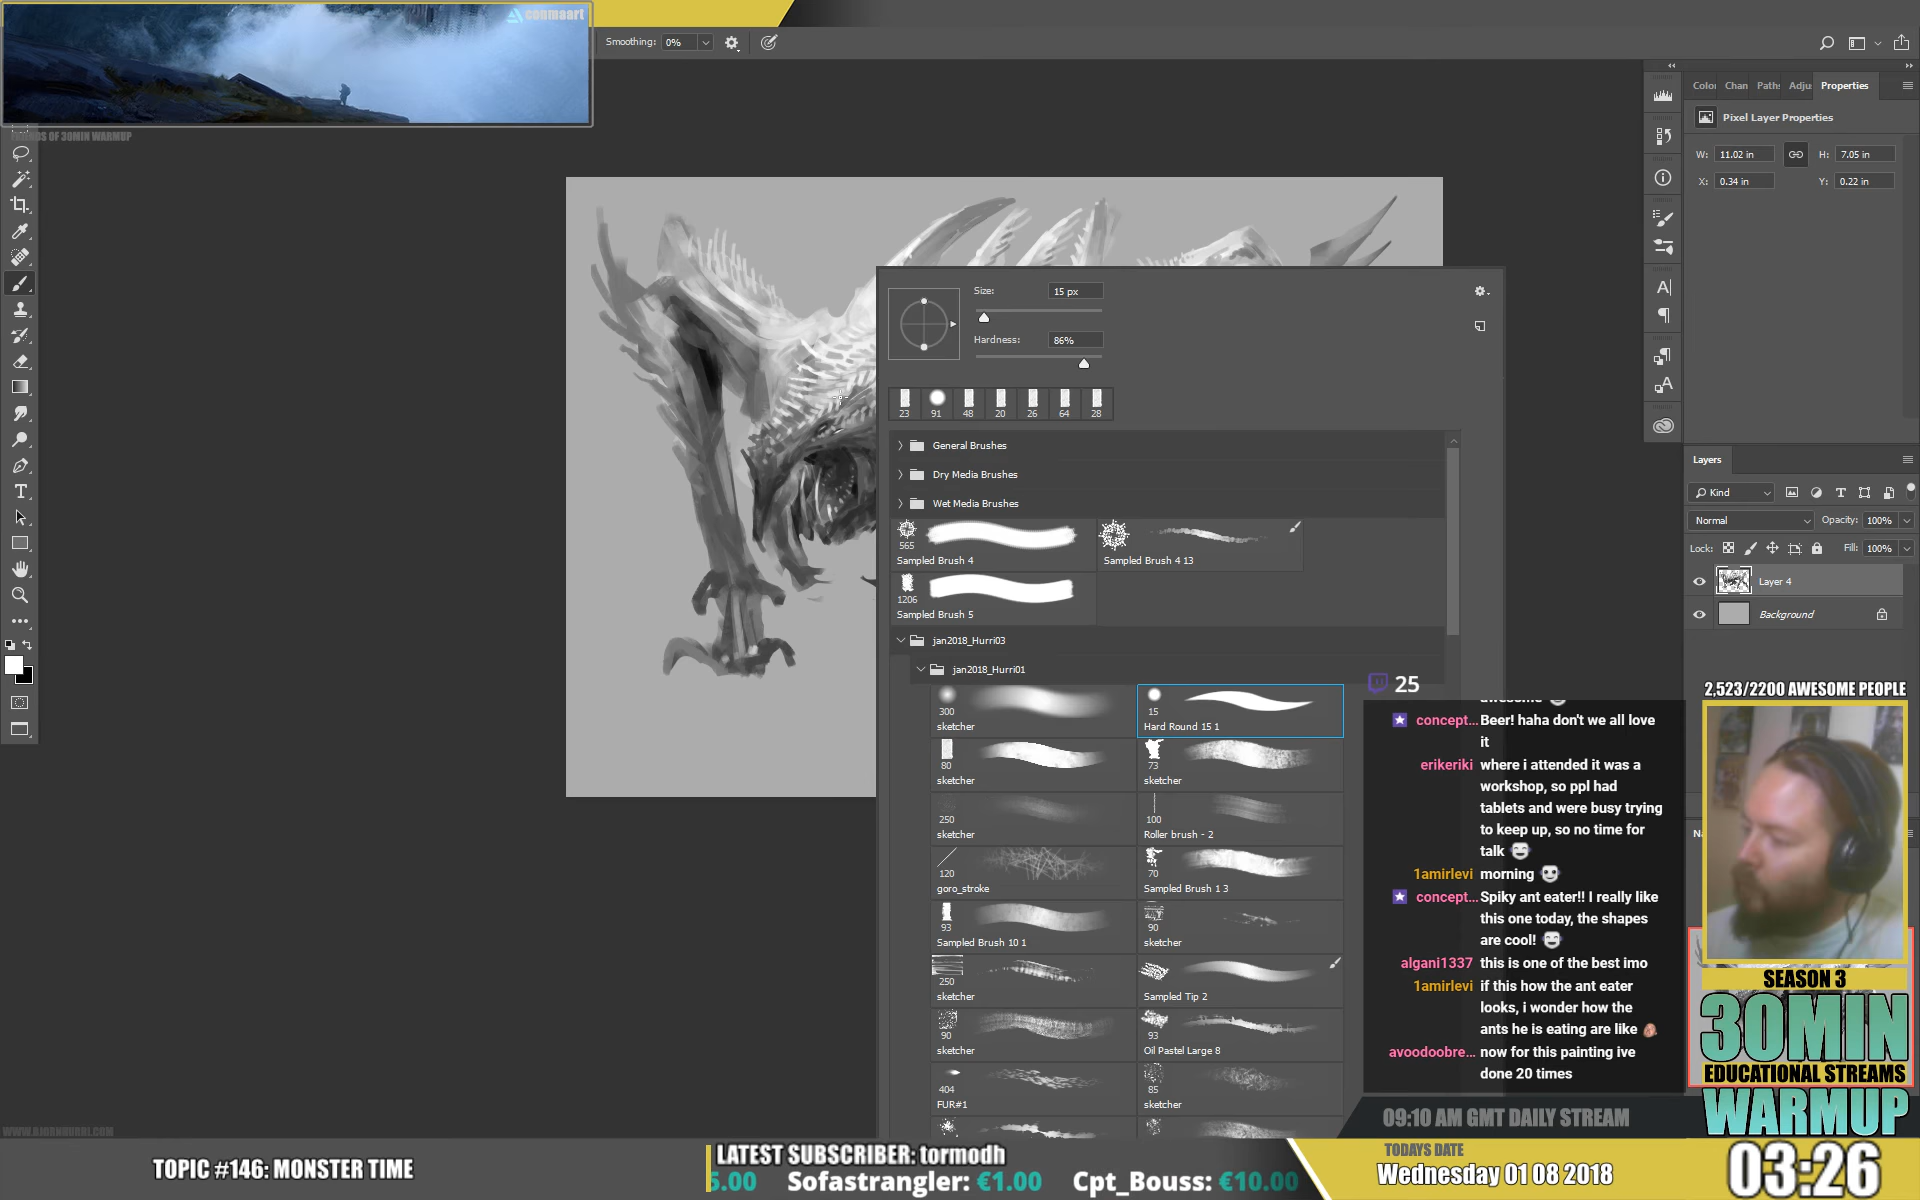 conmaart
Smoothing: 0%
OF 30MIN WARMUP
Chan
Properties
Pixel Layer Properties
W: 11.02 in
H: 7.05 in
X: 0.34 in
Y: 0.22 in
Size: 15 px
Hardness: 86%
23 91 48 20 26 64 28
General Brushes
Dry Media Brushes
Wet Media Brushes
565
Sampled Brush 4
Sampled Brush 4 13
1206
Sampled Brush 5
jan2018_Hurri03
jan2018_Hurri01
300
sketcher
15
Hard Round 15 1
80
sketcher
73
sketcher
250
sketcher
100
Roller brush - 2
120
goro_stroke
70
Sampled Brush 1 3
93
Sampled Brush 10 1
90
sketcher
250
sketcher
Sampled Tip 2
90
sketcher
93
Oil Pastel Large 8
404
FUR#1
85
sketcher
Layers
Kind
Normal
Opacity: 100%
Lock:
Fill: 100%
Layer 4
Background
25
concept... Beer! haha don't we all love
it
erikeriki where i attended it was a
workshop, so ppl had
tablets and were busy trying
to keep up, so no time for
talk
1amirlevi morning
concept... Spiky ant eater!! I really like
this one today, the shapes
are cool!
algani1337 this is one of the best imo
1amirlevi if this how the ant eater
looks, i wonder how the
ants he is eating are like
avoodoobre... now for this painting ive
done 20 times
2,523/2200 AWESOME PEOPLE
SEASON 3
30MIN
EDUCATIONAL STREAMS
WARMUP
03:26
09:10 AM GMT DAILY STREAM
TODAYS DATE
Wednesday 01 08 2018
WWW.BJORNHURRI.COM
TOPIC #146: MONSTER TIME
LATEST SUBSCRIBER: tormodh
5.00 Sofastrangler: €1.00 Cpt_Bouss: €10.00